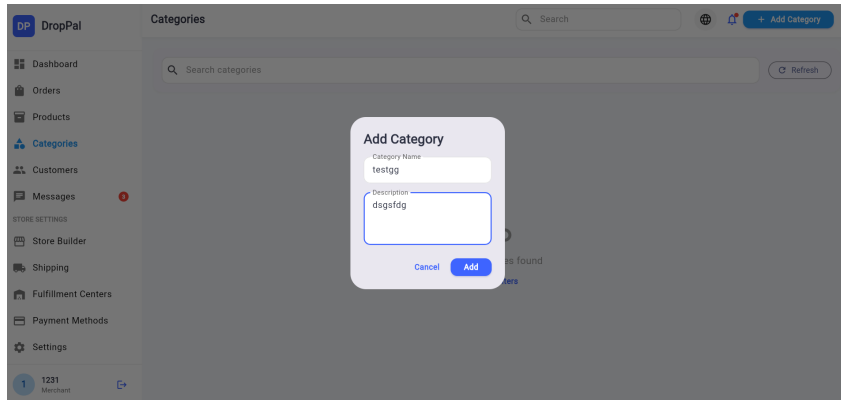 DP DropPal
Categories
Search
+ Add Category
Dashboard
Orders
Products
Categories
Customers
Messages
STORE SETTINGS
Store Builder
Shipping
Fulfillment Centers
Payment Methods
Settings
1 1231
Merchant
Search categories
Refresh
Add Category
Category Name
testgg
Description
dsgsfdg
Cancel Add
found